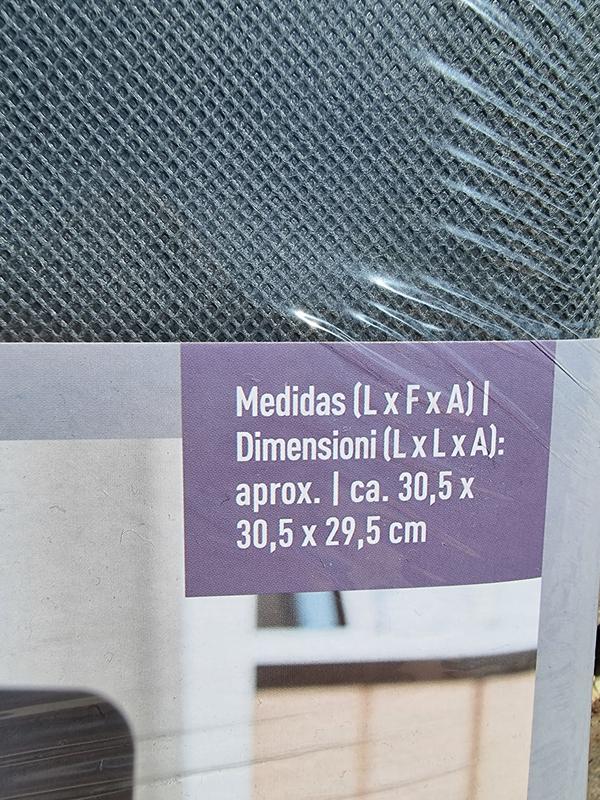 Medidas (L x F x A) |
Dimensioni (L x L x A):
aprox. | ca. 30,5 x
30,5 x 29,5 cm